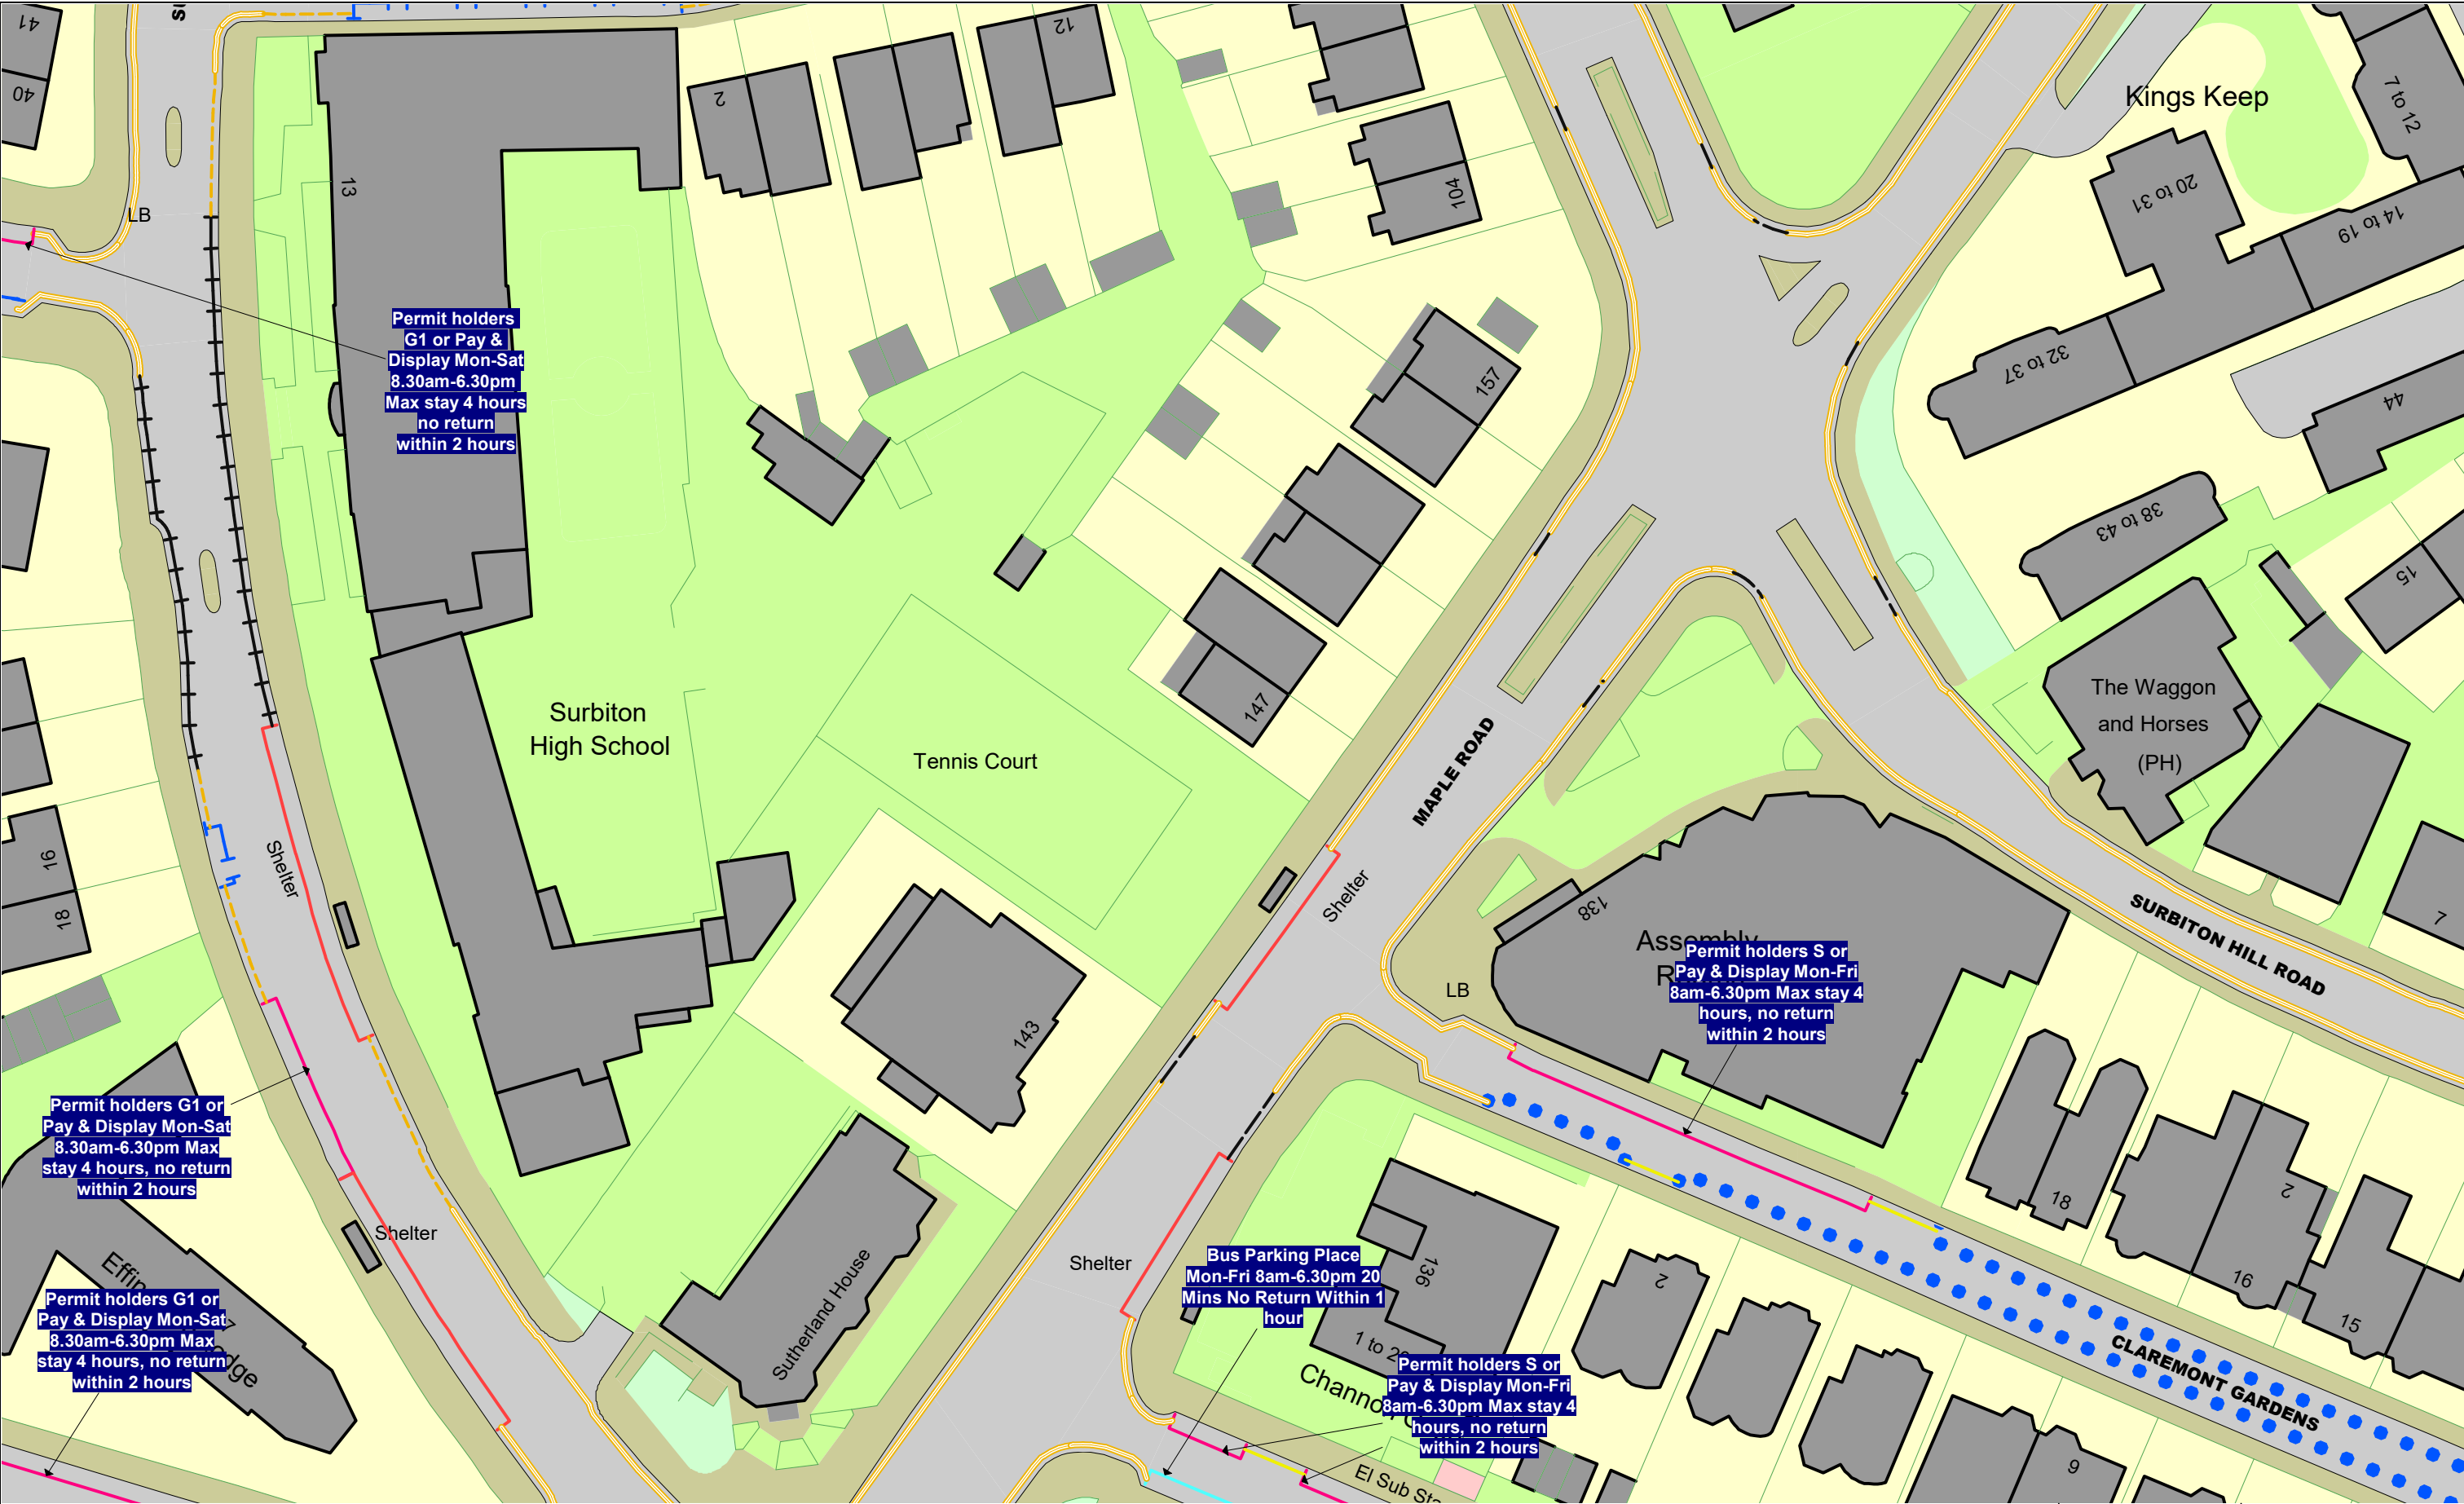 41
40
LB
13
2
12
104
Kings Keep
7 to 12
20 to 31
14 to 19
32 to 37
44
38 to 43
15
157
147
Permit holders
G1 or Pay &
Display Mon-Sat
8.30am-6.30pm
Max stay 4 hours
no return
within 2 hours
Surbiton
High School
Tennis Court
MAPLE ROAD
The Waggon
and Horses
(PH)
SURBITON HILL ROAD
7
16
18
Shelter
Shelter
138
LB
143
Assembly
Permit holders S or
Pay & Display Mon-Fri
8am-6.30pm Max stay 4
hours, no return
within 2 hours
Permit holders G1 or
Pay & Display Mon-Sat
8.30am-6.30pm Max
stay 4 hours, no return
within 2 hours
Shelter
Shelter
Sutherland House
Permit holders G1 or
Pay & Display Mon-Sat
8.30am-6.30pm Max
stay 4 hours, no return
within 2 hours
Bus Parking Place
Mon-Fri 8am-6.30pm 20
Mins No Return Within 1
hour
136
Permit holders S or
Pay & Display Mon-Fri
8am-6.30pm Max stay 4
hours, no return
within 2 hours
El Sub Sta
2
18
2
16
15
9
CLAREMONT GARDENS